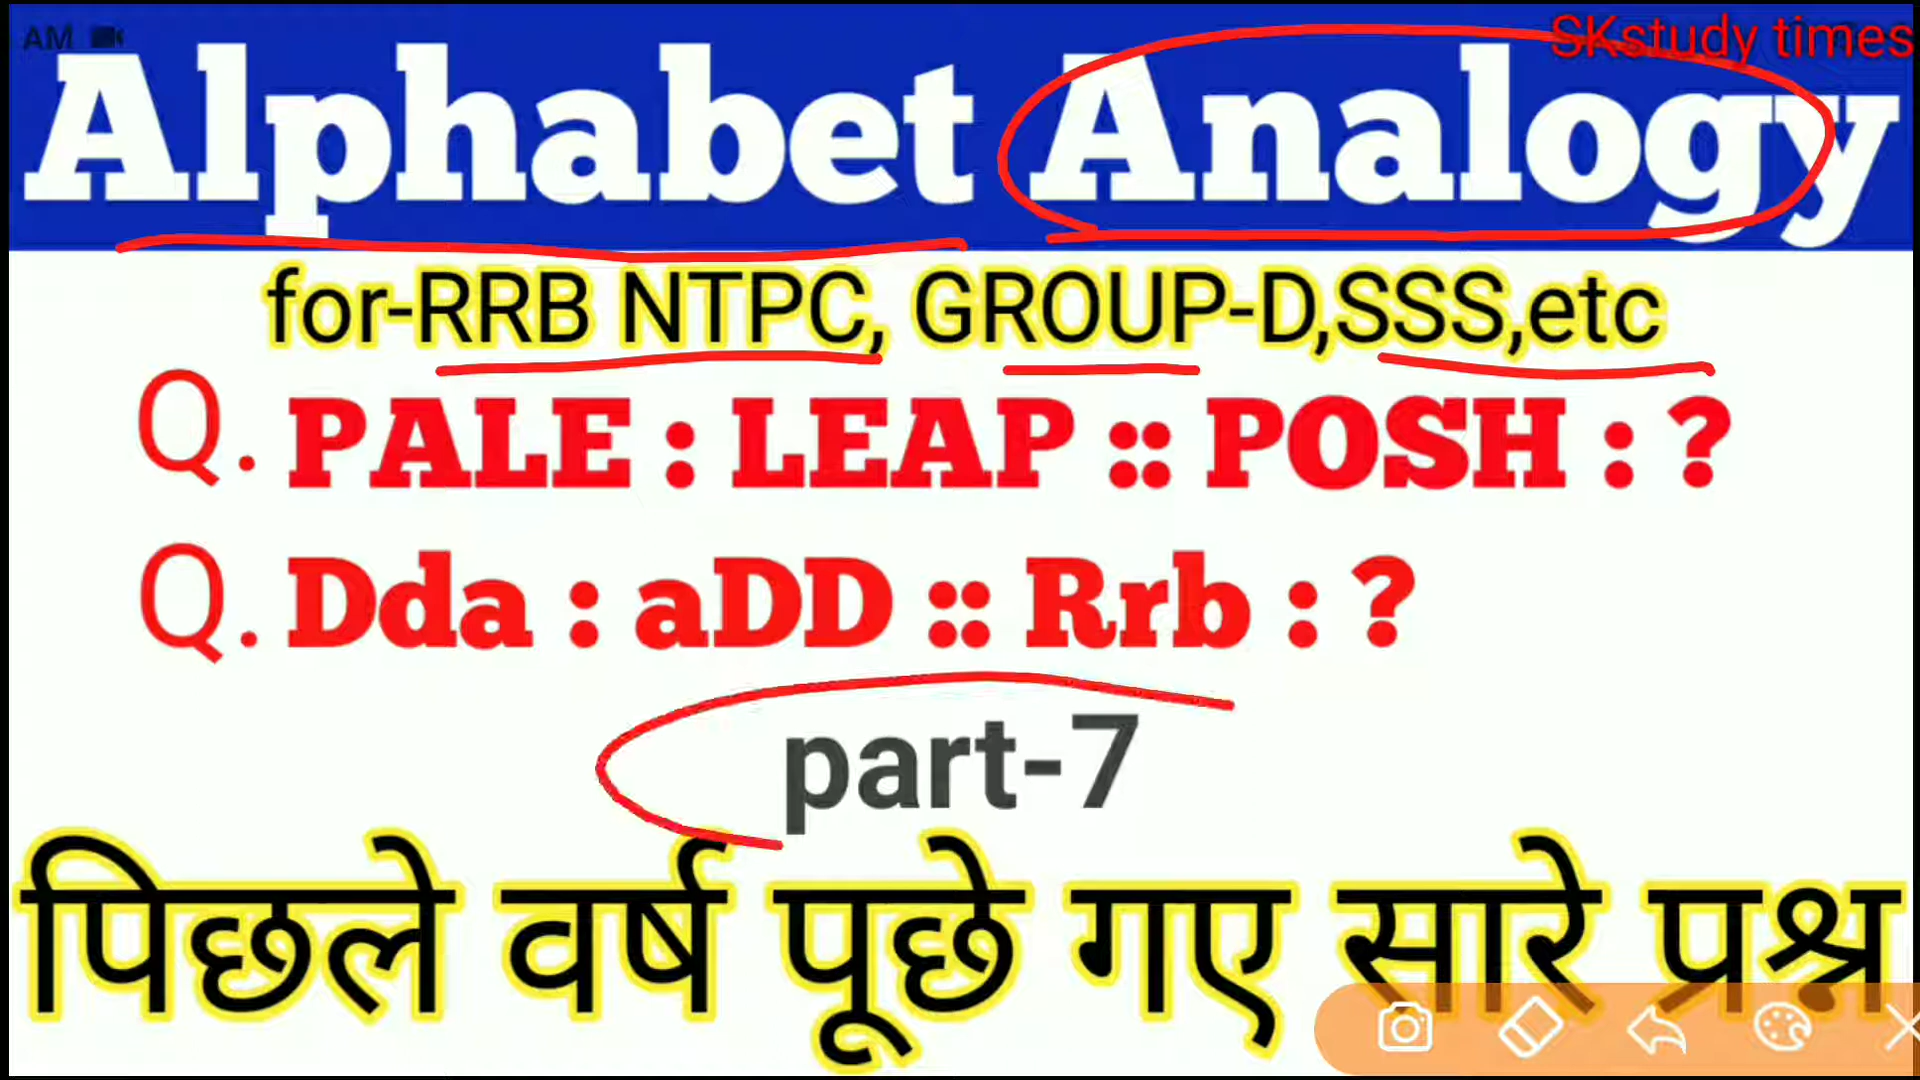 AM
SKstudy times
Alphabet Analogy
for-RRB NTPC, GROUP-D,SSS,etc
Q. PALE : LEAP :: POSH : ?
Q. Dda : aDD :: Rrb : ?
part-7
पिछले वर्ष पूछे गए सारे प्रश्न